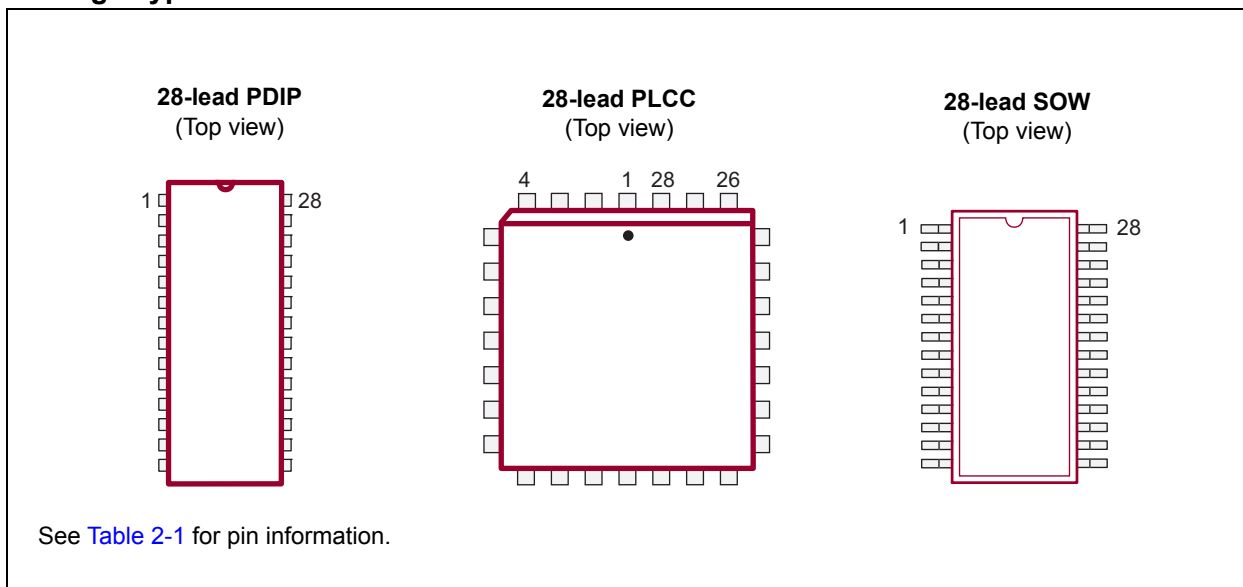 28-lead PDIP
(Top view)
1
28
28-lead PLCC
(Top view)
4
1
28
26
28-lead SOW
(Top view)
1
28
See Table 2-1 for pin information.